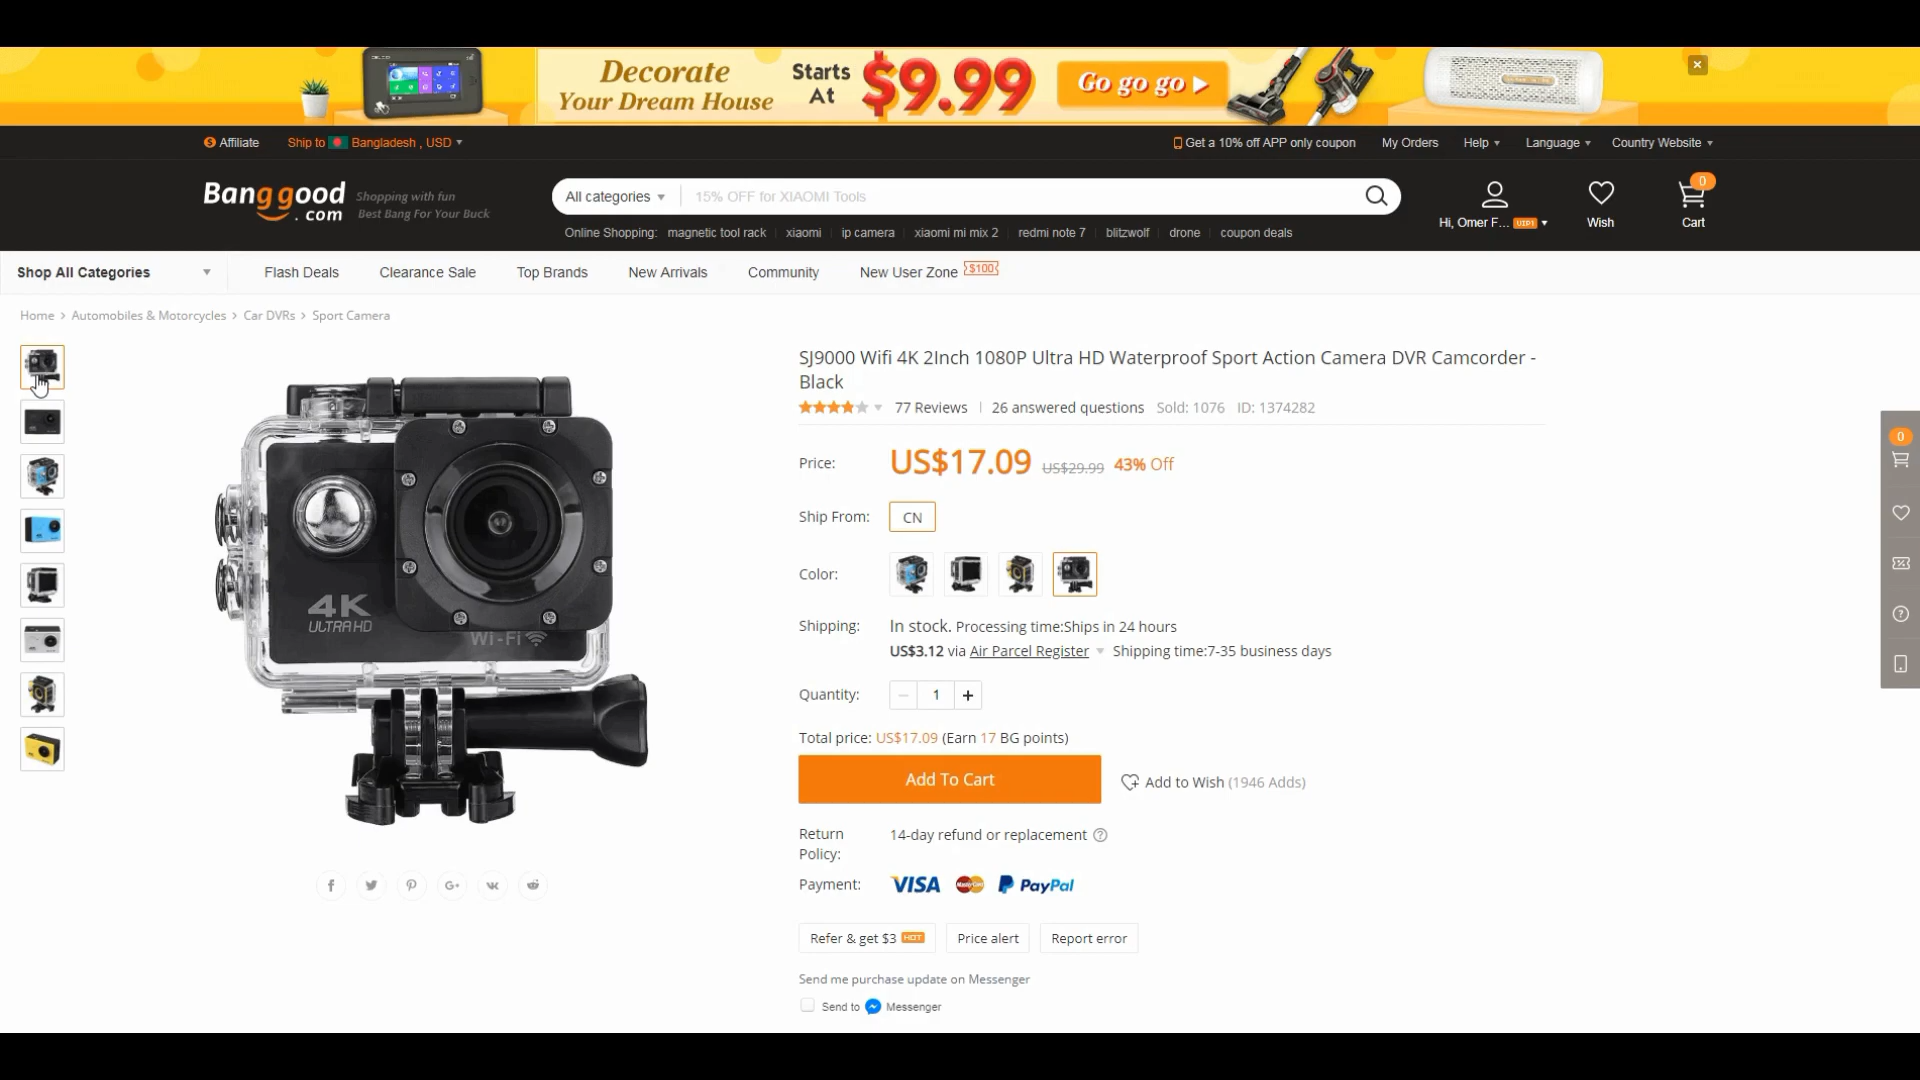 Decorate
Your Dream House
Starts
At
$9.99
Go go go
Affiliate
Ship to Bangladesh , USD
Get a 10% off APP only coupon
My Orders
Help
Language
Country Website
Banggood
.com
Shopping with fun
Best Bang For Your Buck
All categories
15% OFF for XIAOMI Tools
Hi, Omer F... VIP1
Wish
0
Cart
Online Shopping: magnetic tool rack xiaomi ip camera xiaomi mi mix 2 redmi note 7 blitzwolf drone coupon deals
Shop All Categories
Flash Deals
Clearance Sale
Top Brands
New Arrivals
Community
New User Zone $100
Home > Automobiles & Motorcycles > Car DVRs > Sport Camera
SJ9000 Wifi 4K 2Inch 1080P Ultra HD Waterproof Sport Action Camera DVR Camcorder -
Black
77 Reviews | 26 answered questions Sold: 1076 ID: 1374282
Price: US$17.09 US$29.99 43% Off
Ship From: CN
Color:
Shipping: In stock. Processing time:Ships in 24 hours
US$3.12 via Air Parcel Register Shipping time:7-35 business days
Quantity: − 1 +
Total price: US$17.09 (Earn 17 BG points)
Add To Cart
Add to Wish (1946 Adds)
Return
Policy:
14-day refund or replacement
Payment: VISA MasterCard PayPal
Refer & get $3 HOT
Price alert
Report error
Send me purchase update on Messenger
Send to Messenger
4K
ULTRA HD
Wi-Fi
0